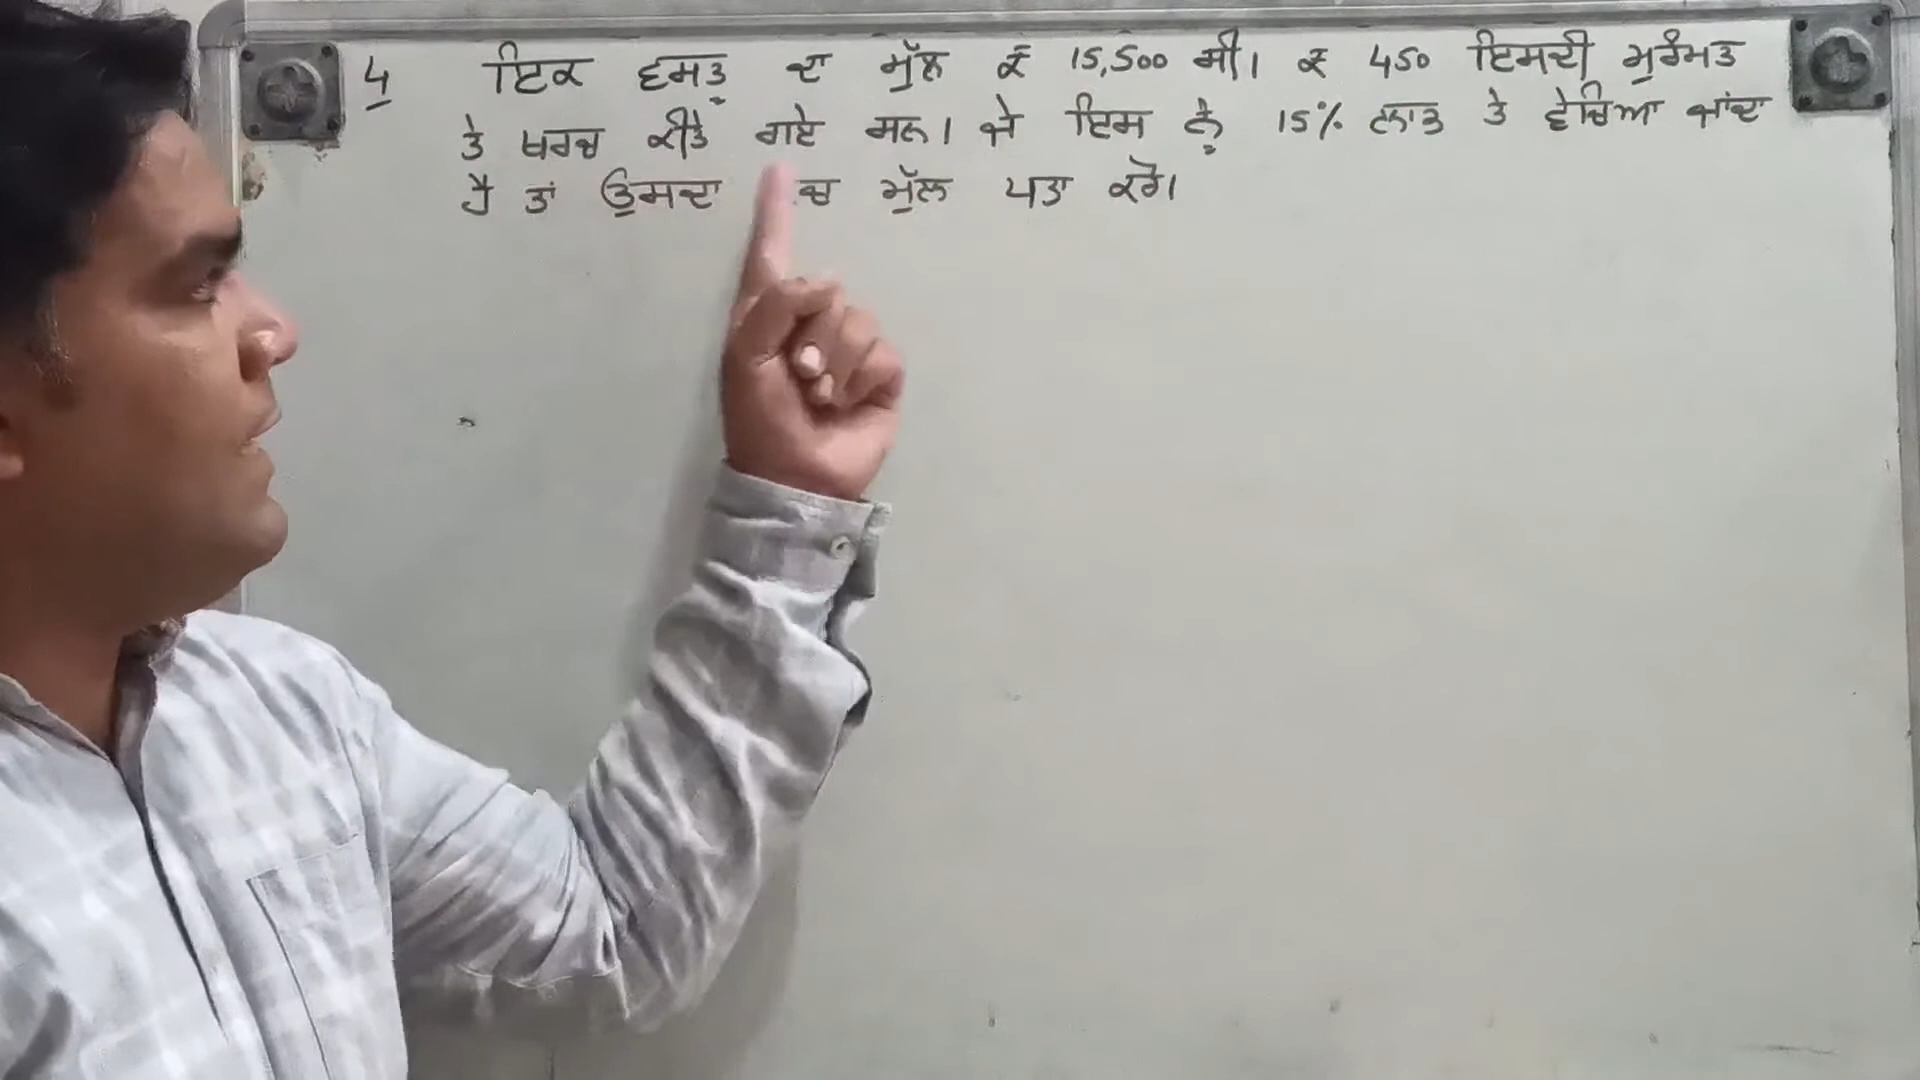 4 ਇਕ ਵਸਤੂ ਦਾ ਮੁੱਲ ₹ 15,500 ਸੀ। ₹ 450 ਇਸਦੀ ਮੁਰੰਮਤ
ਤੇ ਖਰਚ ਕੀਤੇ ਗਏ ਸਨ। ਜੇ ਇਸ ਨੂੰ 15% ਲਾਭ ਤੇ ਵੇਚਿਆ ਜਾਂਦਾ
ਹੈ ਤਾਂ ਉਸਦਾ ਮੁੱਲ ਪਤਾ ਕਰੋ।